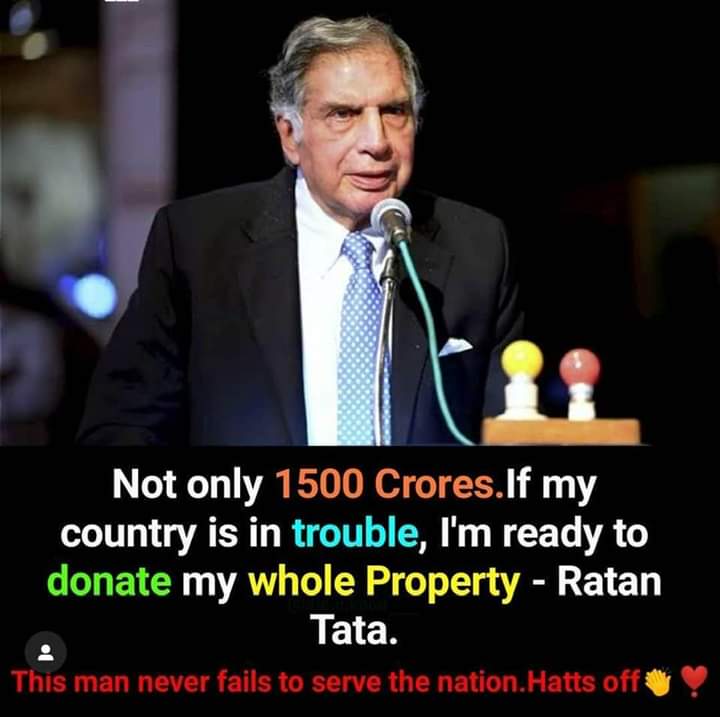 Not only 1500 Crores.If my
country is in trouble, I'm ready to
donate my whole Property - Ratan
Tata.
This man never fails to serve the nation.Hatts off👏❣️